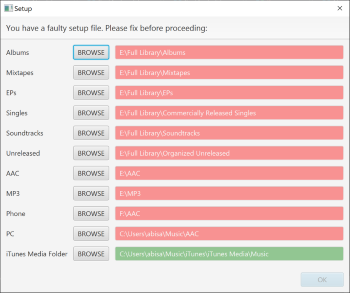 Setup
You have a faulty setup file. Please fix before proceeding:
Albums BROWSE E:\Full Library\Albums
Mixtapes BROWSE E:\Full Library\Mixtapes
EPs BROWSE E:\Full Library\EPs
Singles BROWSE E:\Full Library\Commercially Released Singles
Soundtracks BROWSE E:\Full Library\Soundtracks
Unreleased BROWSE E:\Full Library\Organized Unreleased
AAC BROWSE E:\AAC
MP3 BROWSE E:\MP3
Phone BROWSE F:\AAC
PC BROWSE C:\Users\abisa\Music\AAC
iTunes Media Folder BROWSE C:\Users\abisa\Music\iTunes\iTunes Media\Music
OK